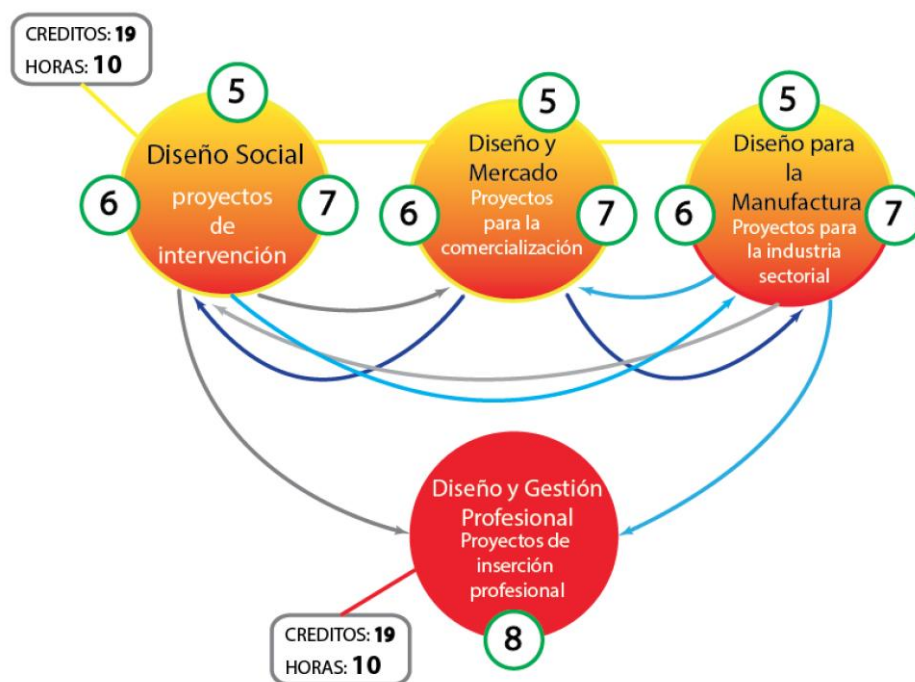 CREDITOS: 19
HORAS: 10
5
Diseño Social
proyectos
de
intervención
6
7
5
Diseño y
Mercado
Proyectos
para la
comercialización
6
7
5
Diseño para
la
Manufactura
Proyectos para
la industria
sectorial
6
7
Diseño y Gestión
Profesional
Proyectos de
inserción
profesional
8
CREDITOS: 19
HORAS: 10